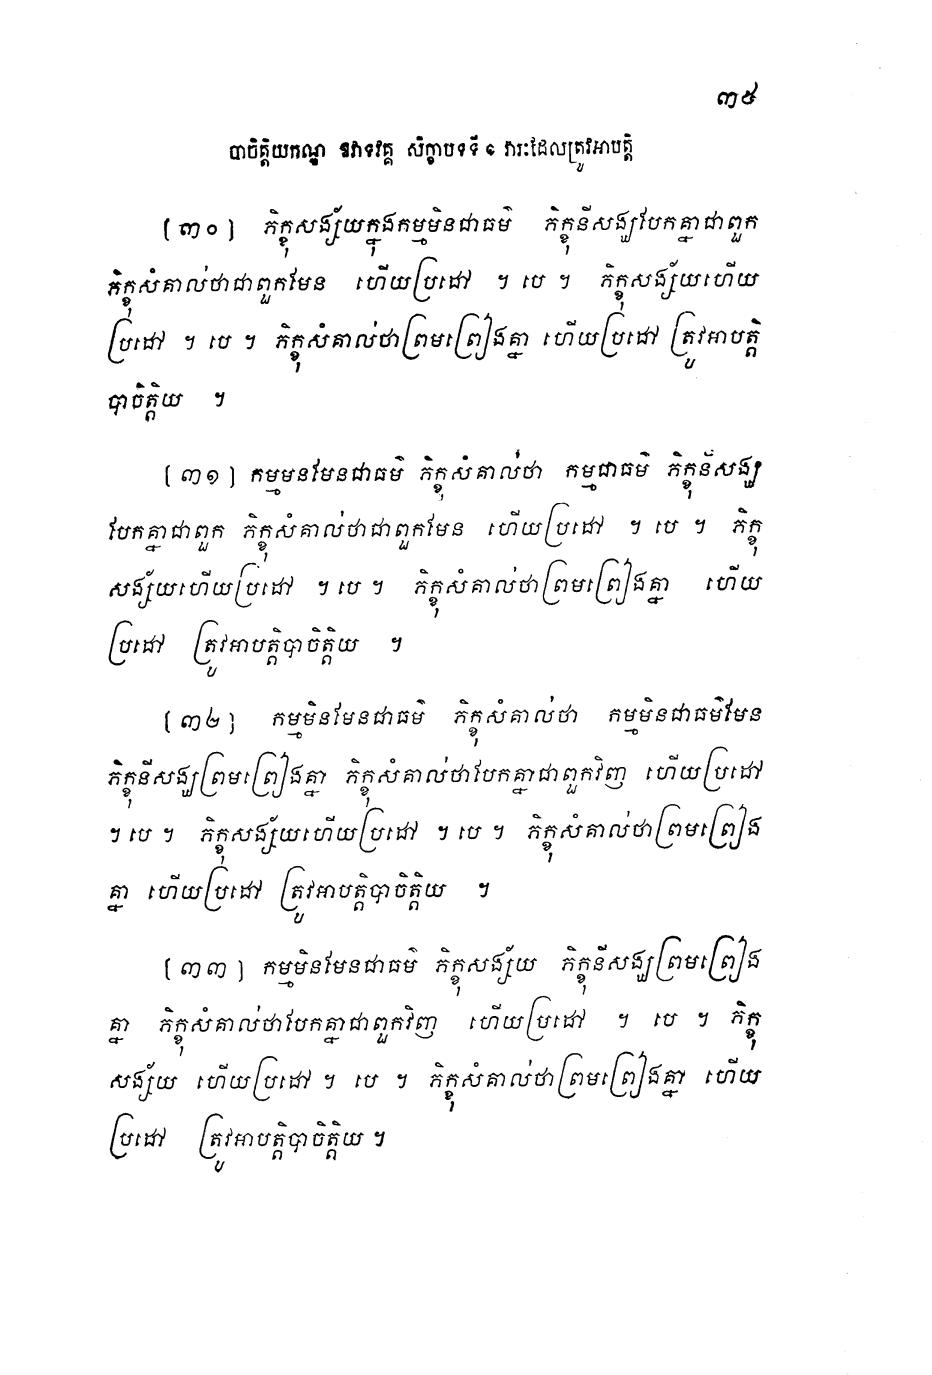 ៣៥
បាចិត្តិយកណ្ឌ ឱវាទវគ្គ សិក្ខាបទទី ១ វារៈដែលត្រូវអាបត្តិ
[៣០] ភិក្ខុសង្ស័យក្នុងកម្មមិនជាធម៌ ភិក្ខុនីសង្ឃបែកគ្នាជាពួក
ភិក្ខុសំគាល់ថាជាពួកមែន ហើយប្រដៅ ។ បេ ។ ភិក្ខុសង្ស័យហើយ
ប្រដៅ ។ បេ ។ ភិក្ខុសំគាល់ថាព្រមព្រៀងគ្នា ហើយប្រដៅ ត្រូវអាបត្តិ
បាចិត្តិយ ។
[៣១] កម្មមនមែនជាធម៌ ភិក្ខុសំគាល់ថា កម្មជាធម៌ ភិក្ខុនីសង្ឃ
បែកគ្នាជាពួក ភិក្ខុសំគាល់ថាជាពួកមែន ហើយប្រដៅ ។ បេ ។ ភិក្ខុ
សង្ស័យហើយប្រដៅ ។ បេ ។ ភិក្ខុសំគាល់ថាព្រមព្រៀងគ្នា ហើយ
ប្រដៅ ត្រូវអាបត្តិបាចិត្តិយ ។
[៣២] កម្មមិនមែនជាធម៌ ភិក្ខុសំគាល់ថា កម្មមិនជាធម៌មែន
ភិក្ខុនីសង្ឃព្រមព្រៀងគ្នា ភិក្ខុសំគាល់ថាបែកគ្នាជាពួកវិញ ហើយប្រដៅ
។ បេ ។ ភិក្ខុសង្ស័យហើយប្រដៅ ។ បេ ។ ភិក្ខុសំគាល់ថាព្រមព្រៀង
គ្នា ហើយប្រដៅ ត្រូវអាបត្តិបាចិត្តិយ ។
[៣៣] កម្មមិនមែនជាធម៌ ភិក្ខុសង្ស័យ ភិក្ខុនីសង្ឃព្រមព្រៀង
គ្នា ភិក្ខុសំគាល់ថាបែកគ្នាជាពួកវិញ ហើយប្រដៅ ។ បេ ។ ភិក្ខុ
សង្ស័យ ហើយប្រដៅ ។ បេ ។ ភិក្ខុសំគាល់ថាព្រមព្រៀងគ្នា ហើយ
ប្រដៅ ត្រូវអាបត្តិបាចិត្តិយ ។